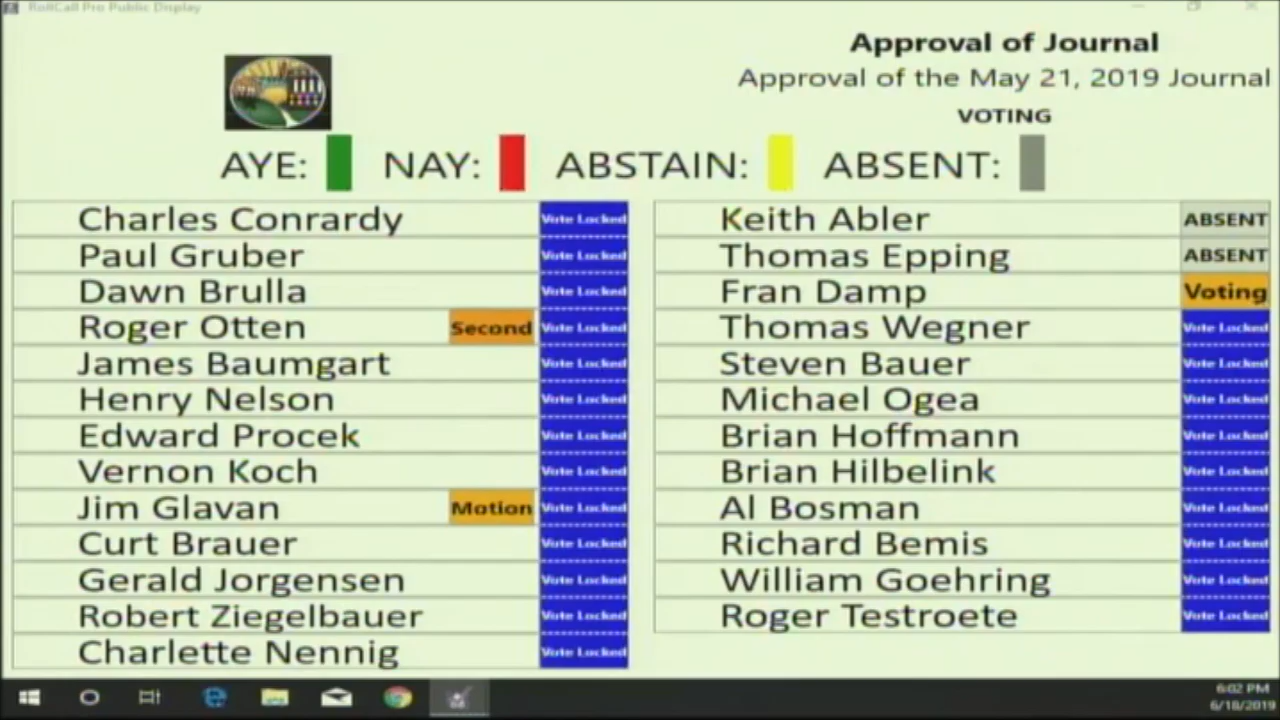 RollCall Pro Public Display
Approval of Journal
Approval of the May 21, 2019 Journal
VOTING
AYE: NAY: ABSTAIN: ABSENT:
Charles Conrardy Vote Locked
Paul Gruber Vote Locked
Dawn Brulla Vote Locked
Roger Otten Second Vote Locked
James Baumgart Vote Locked
Henry Nelson Vote Locked
Edward Procek Vote Locked
Vernon Koch Vote Locked
Jim Glavan Motion Vote Locked
Curt Brauer Vote Locked
Gerald Jorgensen Vote Locked
Robert Ziegelbauer Vote Locked
Charlette Nennig Vote Locked
Keith Abler ABSENT
Thomas Epping ABSENT
Fran Damp Voting
Thomas Wegner Vote Locked
Steven Bauer Vote Locked
Michael Ogea Vote Locked
Brian Hoffmann Vote Locked
Brian Hilbelink Vote Locked
Al Bosman Vote Locked
Richard Bemis Vote Locked
William Goehring Vote Locked
Roger Testroete Vote Locked
6:02 PM
6/18/2019